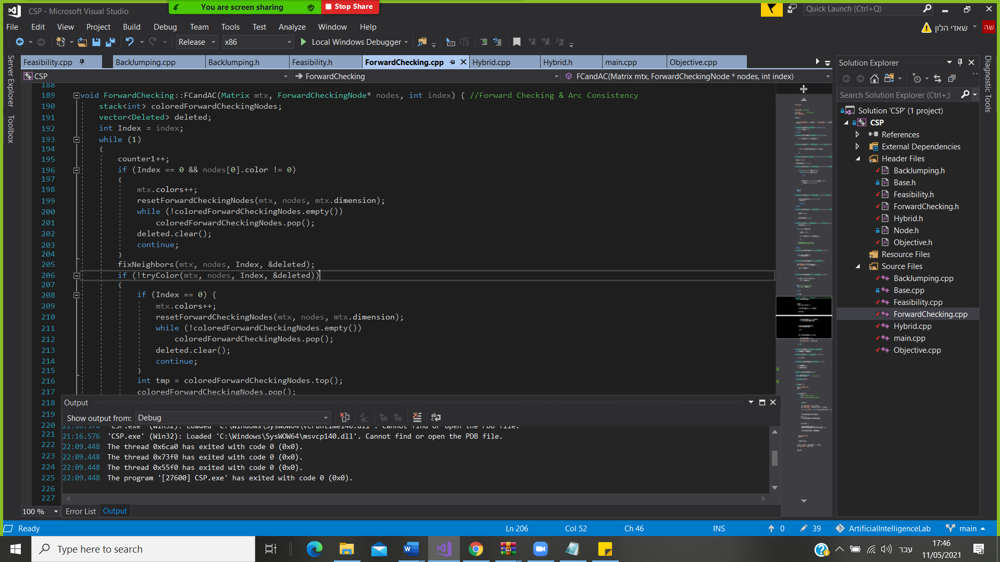 You are screen sharing
Stop Share
CSP - Microsoft Visual Studio
Quick Launch (Ctrl+Q)
File Edit View Project Build Debug Team Tools Test Analyze Window Help
שאדי הלון
שה
Release x86 Local Windows Debugger
Server Explorer
Toolbox
Feasibility.cpp BackJumping.cpp BackJumping.h Feasibility.h ForwardChecking.cpp Hybrid.cpp Hybrid.h main.cpp Objective.cpp
CSP ForwardChecking FCandAC(Matrix mtx, ForwardCheckingNode * nodes, int index)
188
189 void ForwardChecking::FCandAC(Matrix mtx, ForwardCheckingNode* nodes, int index) { //Forward Checking & Arc Consistency
190 stack<int> coloredForwardCheckingNodes;
191 vector<Deleted> deleted;
192 int Index = index;
193 while (1)
194 {
195 counter1++;
196 if (Index == 0 && nodes[0].color != 0)
197 {
198 mtx.colors++;
199 resetForwardCheckingNodes(mtx, nodes, mtx.dimension);
200 while (!coloredForwardCheckingNodes.empty())
201 coloredForwardCheckingNodes.pop();
202 deleted.clear();
203 continue;
204 }
205 fixNeighbors(mtx, nodes, Index, &deleted);
206 if (!tryColor(mtx, nodes, Index, &deleted))
207 {
208 if (Index == 0) {
209 mtx.colors++;
210 resetForwardCheckingNodes(mtx, nodes, mtx.dimension);
211 while (!coloredForwardCheckingNodes.empty())
212 coloredForwardCheckingNodes.pop();
213 deleted.clear();
214 continue;
215 }
216 int tmp = coloredForwardCheckingNodes.top();
217 coloredForwardCheckingNodes.pop();
218
219
220
221
222
223
224
225
226
227
Output
Show output from: Debug
21:16.576 'CSP.exe' (Win32): Loaded 'C:\Windows\SysWOW64\vcruntime140.dll'. Cannot find or open the PDB file.
21:16.576 'CSP.exe' (Win32): Loaded 'C:\Windows\SysWOW64\msvcp140.dll'. Cannot find or open the PDB file.
22:09.448 The thread 0x6ca0 has exited with code 0 (0x0).
22:09.448 The thread 0x73f0 has exited with code 0 (0x0).
22:09.448 The thread 0x55f0 has exited with code 0 (0x0).
22:09.448 The program '[27600] CSP.exe' has exited with code 0 (0x0).
100 %
Error List Output
Solution Explorer
Search Solution Explorer (Ctrl+;)
Solution 'CSP' (1 project)
CSP
References
External Dependencies
Header Files
BackJumping.h
Base.h
Feasibility.h
ForwardChecking.h
Hybrid.h
Node.h
Objective.h
Resource Files
Source Files
BackJumping.cpp
Base.cpp
Feasibility.cpp
ForwardChecking.cpp
Hybrid.cpp
main.cpp
Objective.cpp
Diagnostic Tools
Ready Ln 206 Col 52 Ch 46 INS 0 39 ArtificialIntelligenceLab main
Type here to search
עבר
17:46
11/05/2021